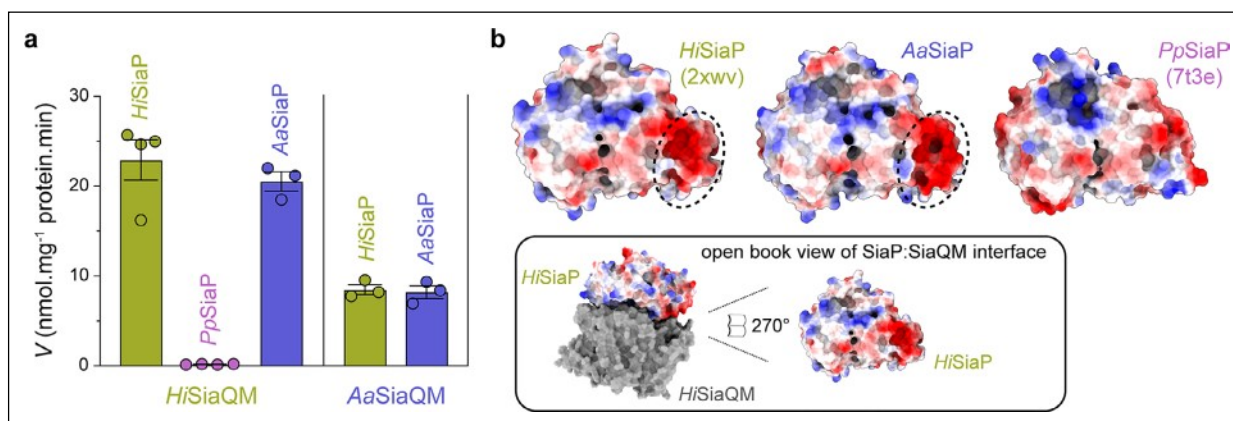 a
V (nmol.mg⁻¹ protein.min)
30
20
10
0
HiSiaP
PpSiaP
AaSiaP
HiSiaP
AaSiaP
HiSiaQM
AaSiaQM
b
HiSiaP
(2xwv)
AaSiaP
PpSiaP
(7t3e)
open book view of SiaP:SiaQM interface
HiSiaP
270°
HiSiaP
HiSiaQM